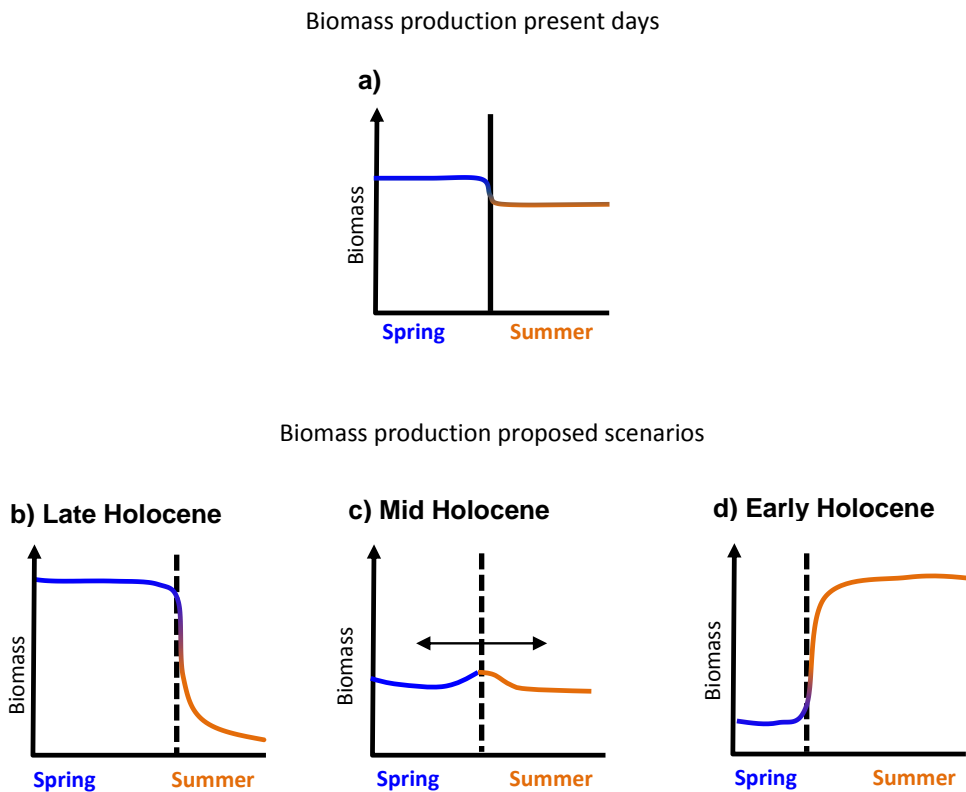 Biomass production present days
a)
Biomass
Spring Summer
Biomass production proposed scenarios
b) Late Holocene
c) Mid Holocene
d) Early Holocene
Biomass
Biomass
Biomass
Spring Summer
Spring Summer
Spring Summer